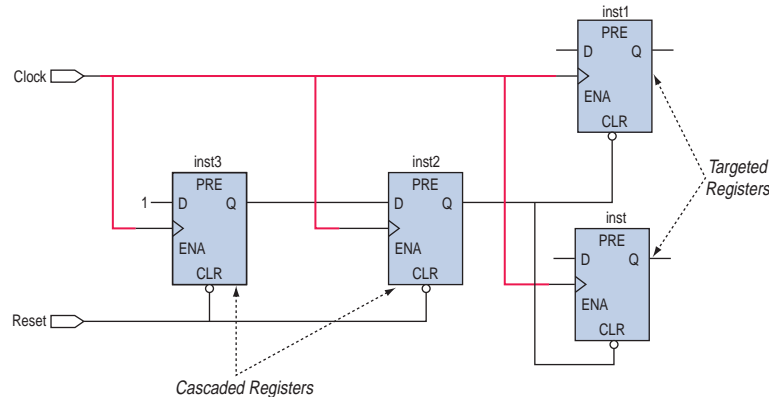 inst1
PRE
D Q
Clock
ENA
CLR
inst3
inst2
Targeted
Registers
PRE
PRE
1 D Q
D Q
inst
PRE
D Q
ENA
ENA
CLR
CLR
ENA
Reset
CLR
Cascaded Registers